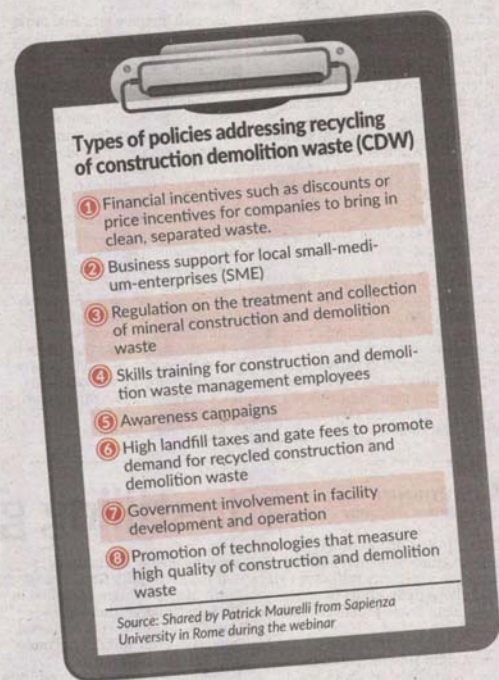 Types of policies addressing recycling
of construction demolition waste (CDW)
1 Financial incentives such as discounts or
price incentives for companies to bring in
clean, separated waste.
2 Business support for local small-medi-
um-enterprises (SME)
3 Regulation on the treatment and collection
of mineral construction and demolition
waste
4 Skills training for construction and demoli-
tion waste management employees
5 Awareness campaigns
6 High landfill taxes and gate fees to promote
demand for recycled construction and
demolition waste
7 Government involvement in facility
development and operation
8 Promotion of technologies that measure
high quality of construction and demolition
waste
Source: Shared by Patrick Maurelli from Sapienza
University in Rome during the webinar